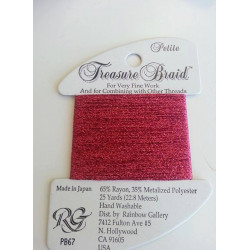 Petite
Treasure Braid™
For Very Fine Work
And for Combining with Other Threads
Made in Japan
65% Rayon, 35% Metalized Polyester
25 Yards (22.8 Meters)
Hand Washable
Dist. by Rainbow Gallery
7412 Fulton Ave #5
N. Hollywood
CA 91605
USA
RG
PB67